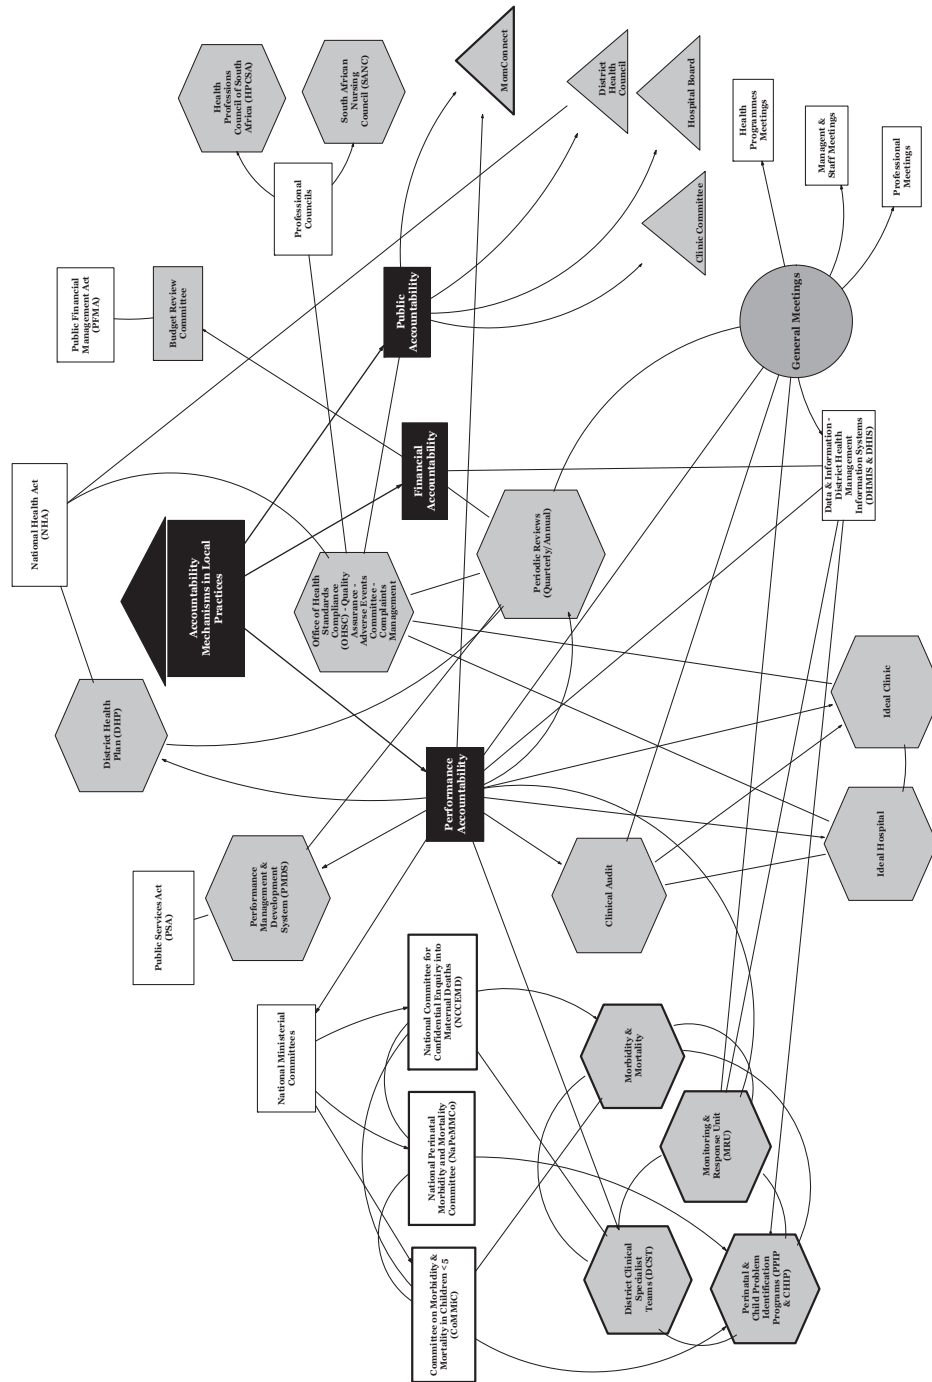 Public Services Act
(PSA)
National Ministerial
Committees
Committee on Morbidity &
Mortality in Children <5
(CoMMiC)
National Perinatal
Morbidity and Mortality
Committee (NaPeMMCo)
National Committee for
Confidential Enquiry into
Maternal Deaths
(NCCEMD)
Performance
Management &
Development
System (PMDS)
District Health
Plan (DHP)
National Health Act
(NHA)
Accountability
Mechanisms in Local
Practices
Public Financial
Management Act
(PFMA)
Budget Review
Committee
Health
Professions
Council of South
Africa (HPCSA)
South African
Nursing
Council (SANC)
Professional
Councils
Office of Health
Standards
Compliance
(OHSC) - Quality
Assurance -
Adverse Events
Committee -
Complaints
Management
Performance
Accountability
Financial
Accountability
Public
Accountability
MomConnect
District
Health
Council
Hospital Board
Clinic Committee
Periodic Reviews
(Quarterly/Annual)
Clinical Audit
Morbidity &
Mortality
District Clinical
Specialist
Teams (DCST)
Monitoring &
Response Unit
(MRU)
Perinatal &
Child Problem
Identification
Programs (PPIP
& CHIP)
Ideal Hospital
Ideal Clinic
Data & Information -
District Health
Management
Information Systems
(DHMIS & DHIS)
General Meetings
Health
Programmes
Meetings
Managent &
Staff Meetings
Professional
Meetings